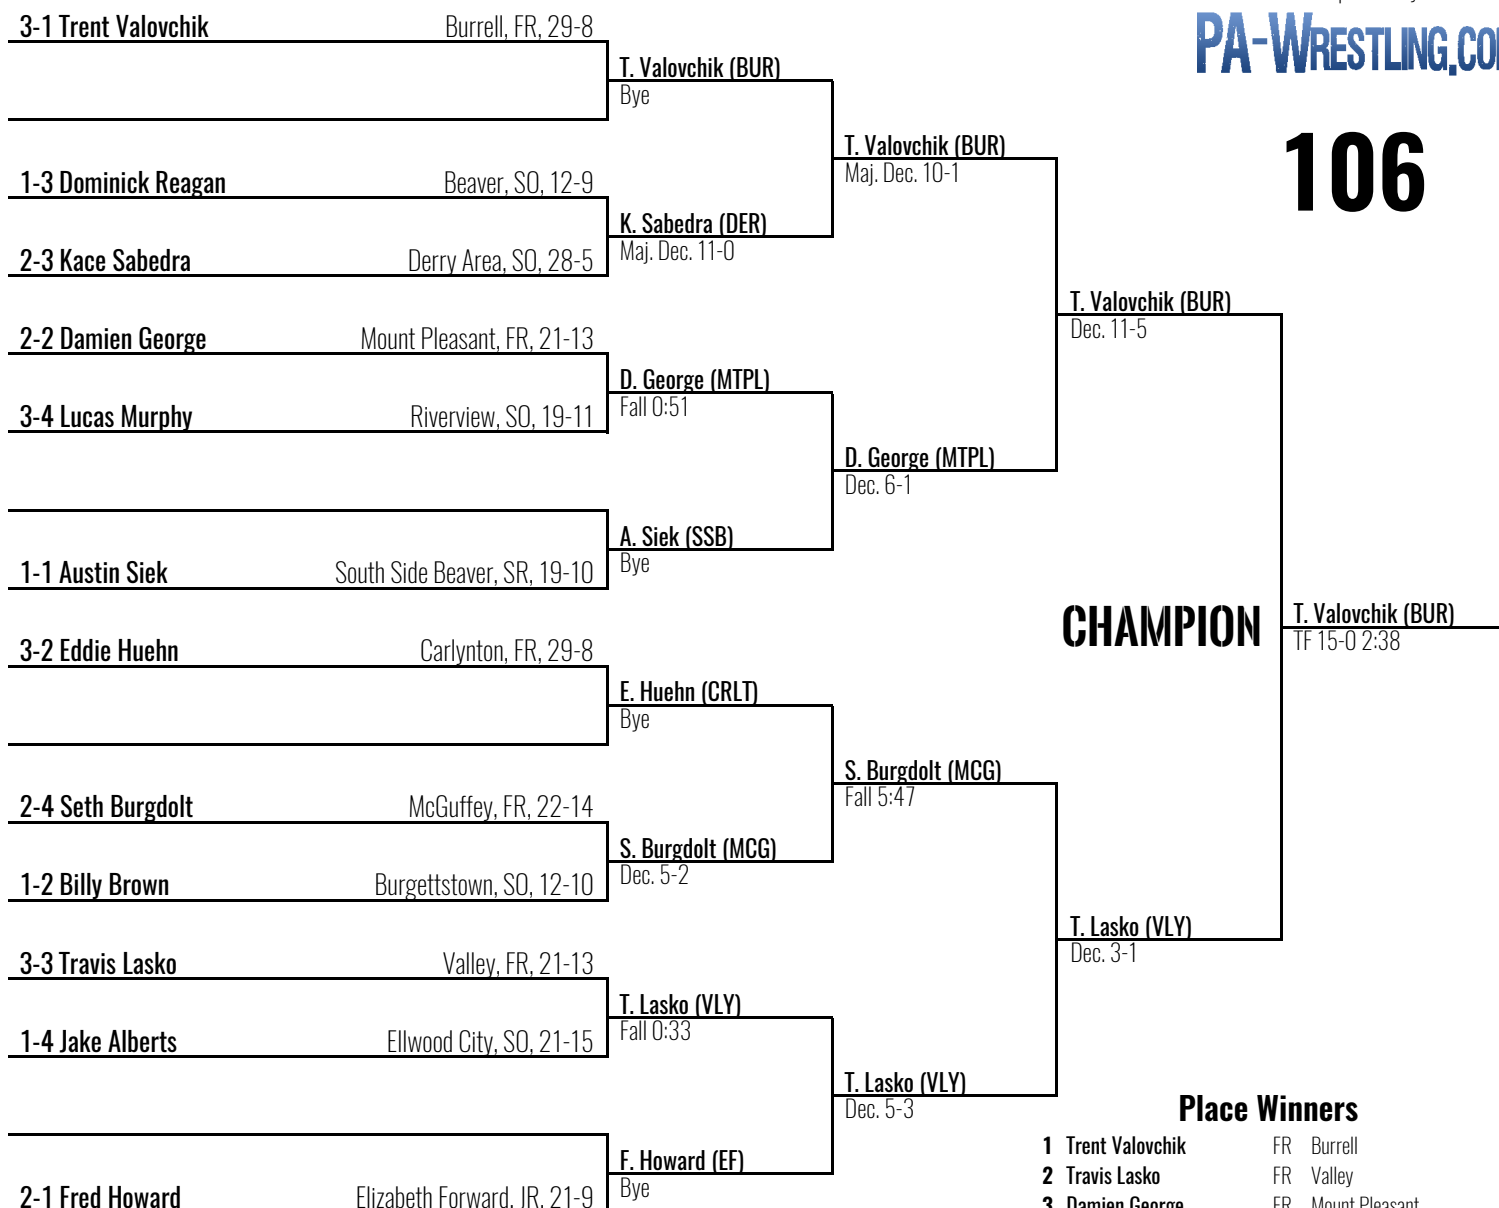 3-1 Trent Valovchik Burrell, FR, 29-8
T. Valovchik (BUR)
Bye
1-3 Dominick Reagan Beaver, SO, 12-9
2-3 Kace Sabedra Derry Area, SO, 28-5
K. Sabedra (DER)
Maj. Dec. 11-0
2-2 Damien George Mount Pleasant, FR, 21-13
3-4 Lucas Murphy Riverview, SO, 19-11
D. George (MTPL)
Fall 0:51
1-1 Austin Siek South Side Beaver, SR, 19-10
A. Siek (SSB)
Bye
3-2 Eddie Huehn Carlynton, FR, 29-8
E. Huehn (CRLT)
Bye
2-4 Seth Burgdolt McGuffey, FR, 22-14
1-2 Billy Brown Burgettstown, SO, 12-10
S. Burgdolt (MCG)
Dec. 5-2
3-3 Travis Lasko Valley, FR, 21-13
1-4 Jake Alberts Ellwood City, SO, 21-15
T. Lasko (VLY)
Fall 0:33
2-1 Fred Howard Elizabeth Forward, JR, 21-9
F. Howard (EF)
Bye
T. Valovchik (BUR)
Maj. Dec. 10-1
D. George (MTPL)
Dec. 6-1
S. Burgdolt (MCG)
Fall 5:47
T. Lasko (VLY)
Dec. 5-3
T. Valovchik (BUR)
Dec. 11-5
T. Lasko (VLY)
Dec. 3-1
PA-WRESTLING.CO
106
CHAMPION
T. Valovchik (BUR)
TF 15-0 2:38
Place Winners
1 Trent Valovchik FR Burrell
2 Travis Lasko FR Valley
3 Damien George FR Mount Pleasant